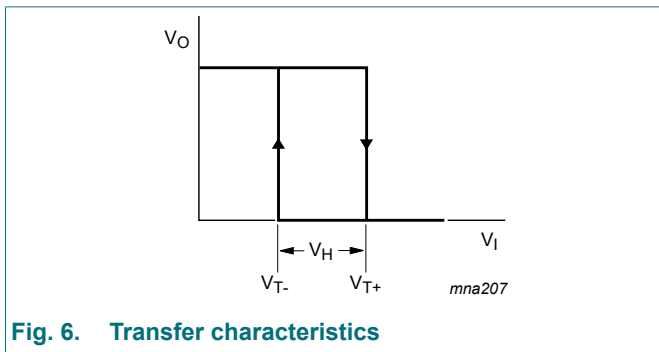 VO
VH
VI
VT-
VT+
mna207
Fig. 6. Transfer characteristics